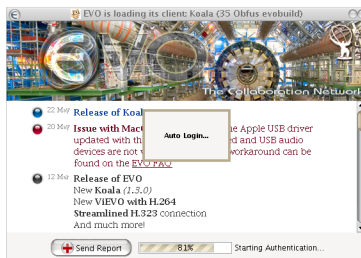 EVO is loading its client: Koala (35 Obfus evobuild)
EVO
The Collaboration Network
22 May Release of Koal
20 May Issue with Mac e Apple USB driver
updated with th ed and USB audio
devices are not workaround can be
found on the EVO FAQ
Auto Login...
12 May Release of EVO
New Koala (1.3.0)
New ViEVO with H.264
Streamlined H.323 connection
And much more!
Send Report 81% Starting Authentication...